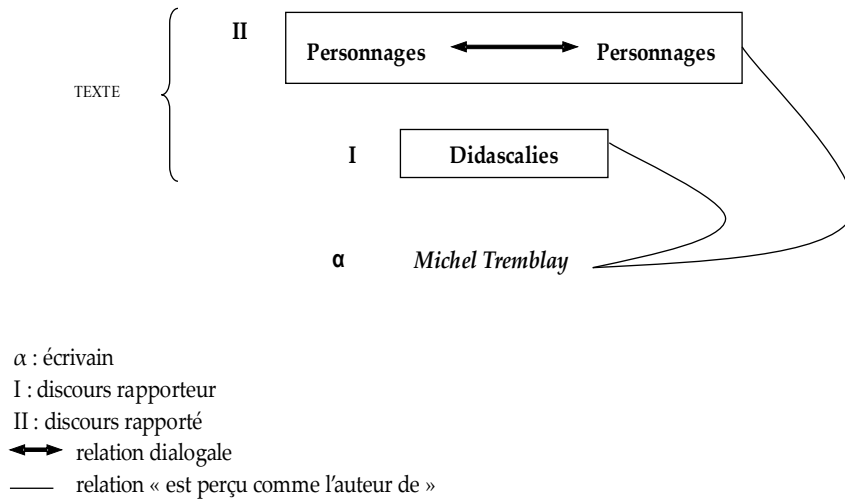 II
Personnages Personnages
TEXTE
I Didascalies
α Michel Tremblay
α : écrivain
I : discours rapporteur
II : discours rapporté
relation dialogale
relation « est perçu comme l'auteur de »